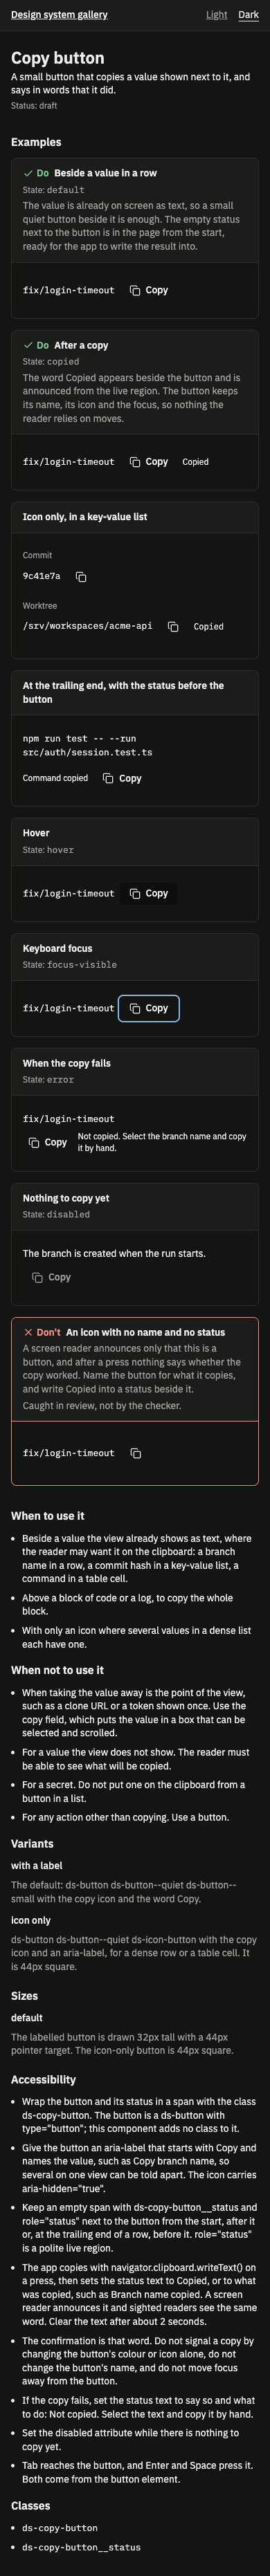 Design system gallery
Light Dark
Copy button
A small button that copies a value shown next to it, and
says in words that it did.
Status: draft
Examples
Do Beside a value in a row
State: default
The value is already on screen as text, so a small
quiet button beside it is enough. The empty status
next to the button is in the page from the start,
ready for the app to write the result into.
fix/login-timeout Copy
Do After a copy
State: copied
The word Copied appears beside the button and is
announced from the live region. The button keeps
its name, its icon and the focus, so nothing the
reader relies on moves.
fix/login-timeout Copy Copied
Icon only, in a key-value list
Commit
9c41e7a
Worktree
/srv/workspaces/acme-api Copied
At the trailing end, with the status before the
button
npm run test -- --run
src/auth/session.test.ts
Command copied Copy
Hover
State: hover
fix/login-timeout Copy
Keyboard focus
State: focus-visible
fix/login-timeout Copy
When the copy fails
State: error
fix/login-timeout
Copy Not copied. Select the branch name and copy
it by hand.
Nothing to copy yet
State: disabled
The branch is created when the run starts.
Copy
Don't An icon with no name and no status
A screen reader announces only that this is a
button, and after a press nothing says whether the
copy worked. Name the button for what it copies,
and write Copied into a status beside it.
Caught in review, not by the checker.
fix/login-timeout
When to use it
• Beside a value the view already shows as text, where
the reader may want it on the clipboard: a branch
name in a row, a commit hash in a key-value list, a
command in a table cell.
• Above a block of code or a log, to copy the whole
block.
• With only an icon where several values in a dense list
each have one.
When not to use it
• When taking the value away is the point of the view,
such as a clone URL or a token shown once. Use the
copy field, which puts the value in a box that can be
selected and scrolled.
• For a value the view does not show. The reader must
be able to see what will be copied.
• For a secret. Do not put one on the clipboard from a
button in a list.
• For any action other than copying. Use a button.
Variants
with a label
The default: ds-button ds-button--quiet ds-button--
small with the copy icon and the word Copy.
icon only
ds-button ds-button--quiet ds-icon-button with the copy
icon and an aria-label, for a dense row or a table cell. It
is 44px square.
Sizes
default
The labelled button is drawn 32px tall with a 44px
pointer target. The icon-only button is 44px square.
Accessibility
• Wrap the button and its status in a span with the class
ds-copy-button. The button is a ds-button with
type="button"; this component adds no class to it.
• Give the button an aria-label that starts with Copy and
names the value, such as Copy branch name, so
several on one view can be told apart. The icon carries
aria-hidden="true".
• Keep an empty span with ds-copy-button__status and
role="status" next to the button from the start, after it
or, at the trailing end of a row, before it. role="status"
is a polite live region.
• The app copies with navigator.clipboard.writeText() on
a press, then sets the status text to Copied, or to what
was copied, such as Branch name copied. A screen
reader announces it and sighted readers see the same
word. Clear the text after about 2 seconds.
• The confirmation is that word. Do not signal a copy by
changing the button's colour or icon alone, do not
change the button's name, and do not move focus
away from the button.
• If the copy fails, set the status text to say so and what
to do: Not copied. Select the text and copy it by hand.
• Set the disabled attribute while there is nothing to
copy yet.
• Tab reaches the button, and Enter and Space press it.
Both come from the button element.
Classes
• ds-copy-button
• ds-copy-button__status